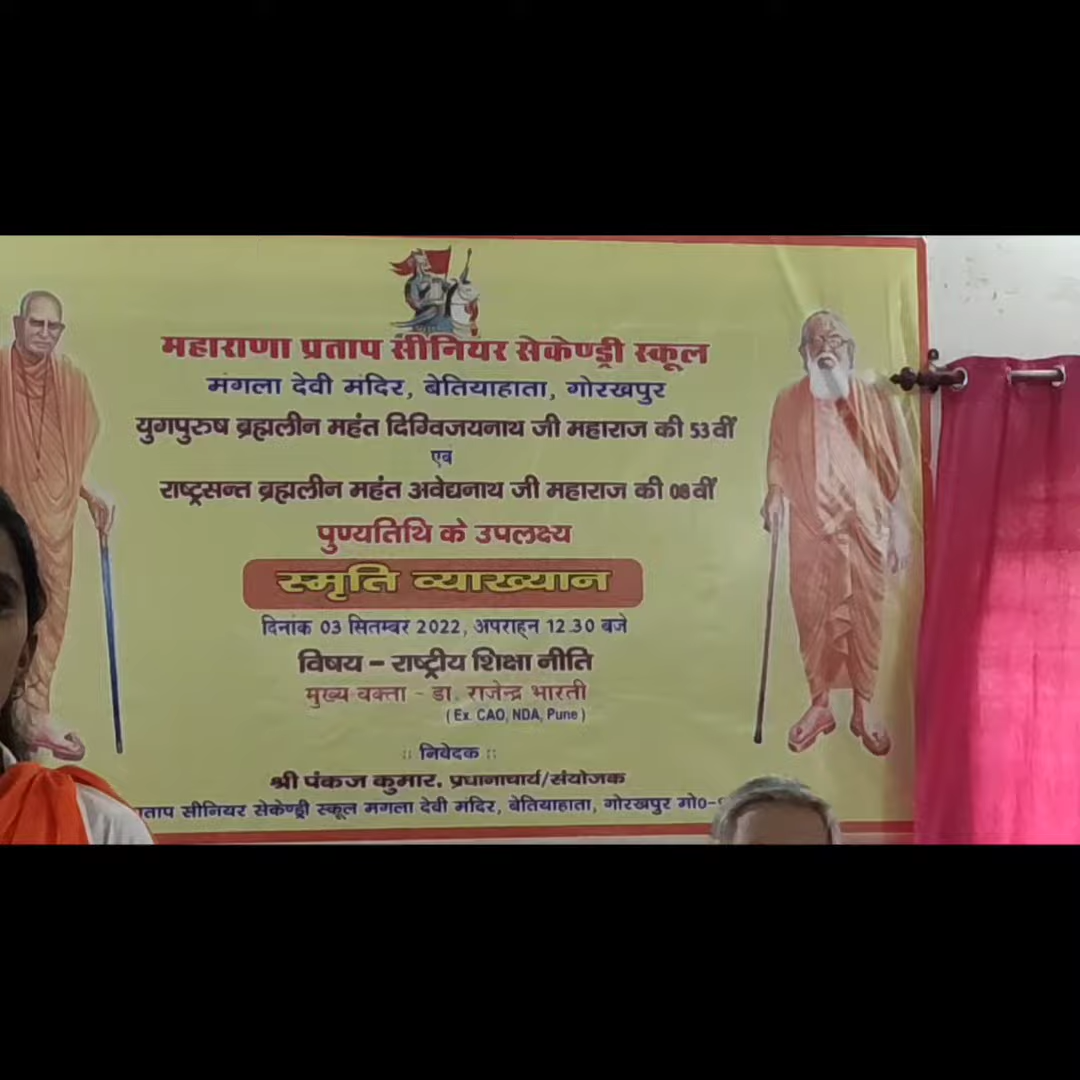 महाराणा प्रताप सीनियर सेकेण्ड्री स्कूल
मंगला देवी मंदिर, बेतियाहाता, गोरखपुर
युगपुरुष ब्रह्मलीन महंत दिग्विजयनाथ जी महाराज की 53वीं
एवं
राष्ट्रसन्त ब्रह्मलीन महंत अवेद्यनाथ जी महाराज की 08वीं
पुण्यतिथि के उपलक्ष्य
स्मृति व्याख्यान
दिनांक 03 सितम्बर 2022, अपराह्न 12.30 बजे
विषय – राष्ट्रीय शिक्षा नीति
मुख्य वक्ता - डा. राजेन्द्र भारती
( Ex. CAO, NDA, Pune )
:: निवेदक ::
श्री पंकज कुमार, प्रधानाचार्य/संयोजक
सीनियर सेकेण्ड्री स्कूल मंगला देवी मंदिर, बेतियाहाता, गोरखपुर मो0-